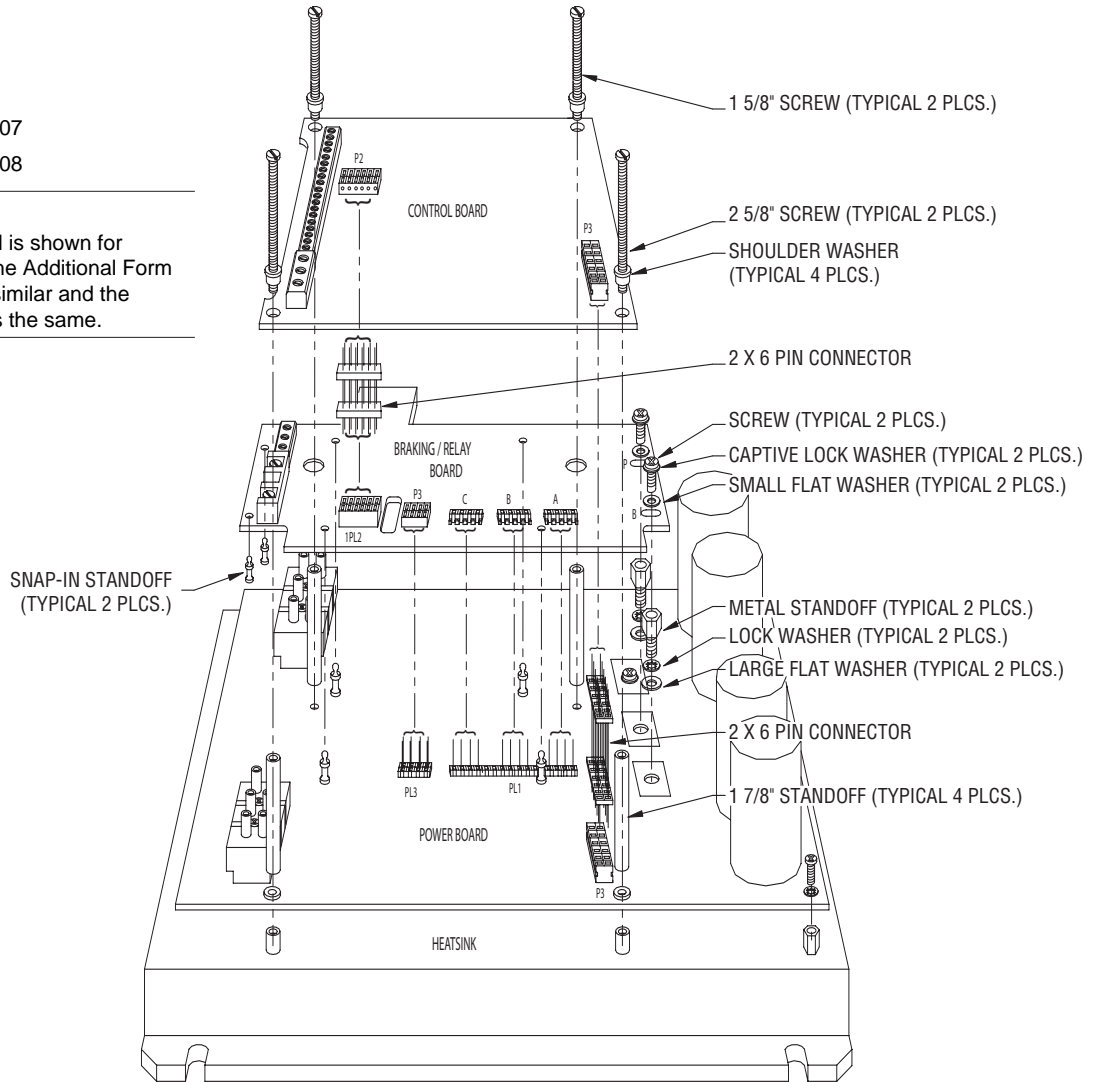 07
08
l is shown for
ne Additional Form
similar and the
s the same.
1 5/8" SCREW (TYPICAL 2 PLCS.)
P2
CONTROL BOARD
P3
2 5/8" SCREW (TYPICAL 2 PLCS.)
SHOULDER WASHER
(TYPICAL 4 PLCS.)
2 X 6 PIN CONNECTOR
SCREW (TYPICAL 2 PLCS.)
CAPTIVE LOCK WASHER (TYPICAL 2 PLCS.)
SMALL FLAT WASHER (TYPICAL 2 PLCS.)
BRAKING / RELAY
BOARD
P
B
1PL2
P3
C
B
A
SNAP-IN STANDOFF
(TYPICAL 2 PLCS.)
METAL STANDOFF (TYPICAL 2 PLCS.)
LOCK WASHER (TYPICAL 2 PLCS.)
LARGE FLAT WASHER (TYPICAL 2 PLCS.)
2 X 6 PIN CONNECTOR
1 7/8" STANDOFF (TYPICAL 4 PLCS.)
PL3
PL1
POWER BOARD
P3
HEATSINK